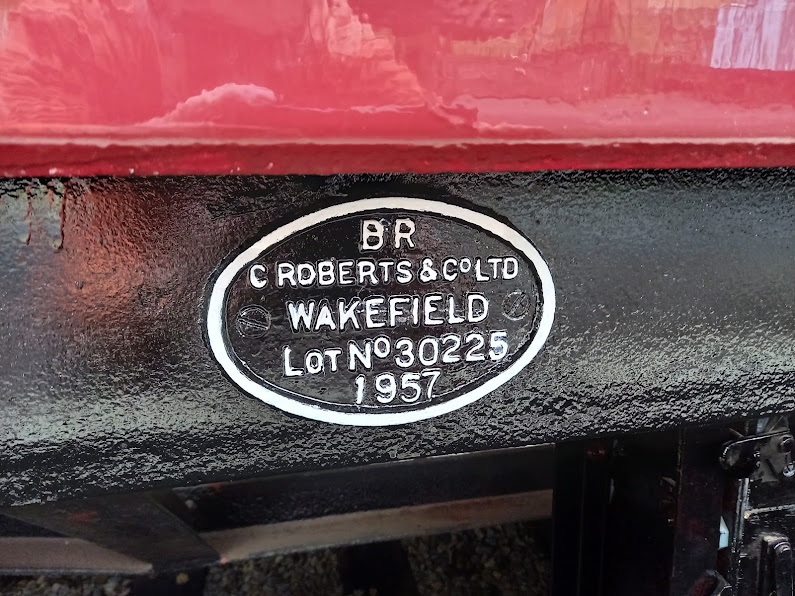 BR
C ROBERTS & Co LTD
WAKEFIELD
LOT No 30225
1957